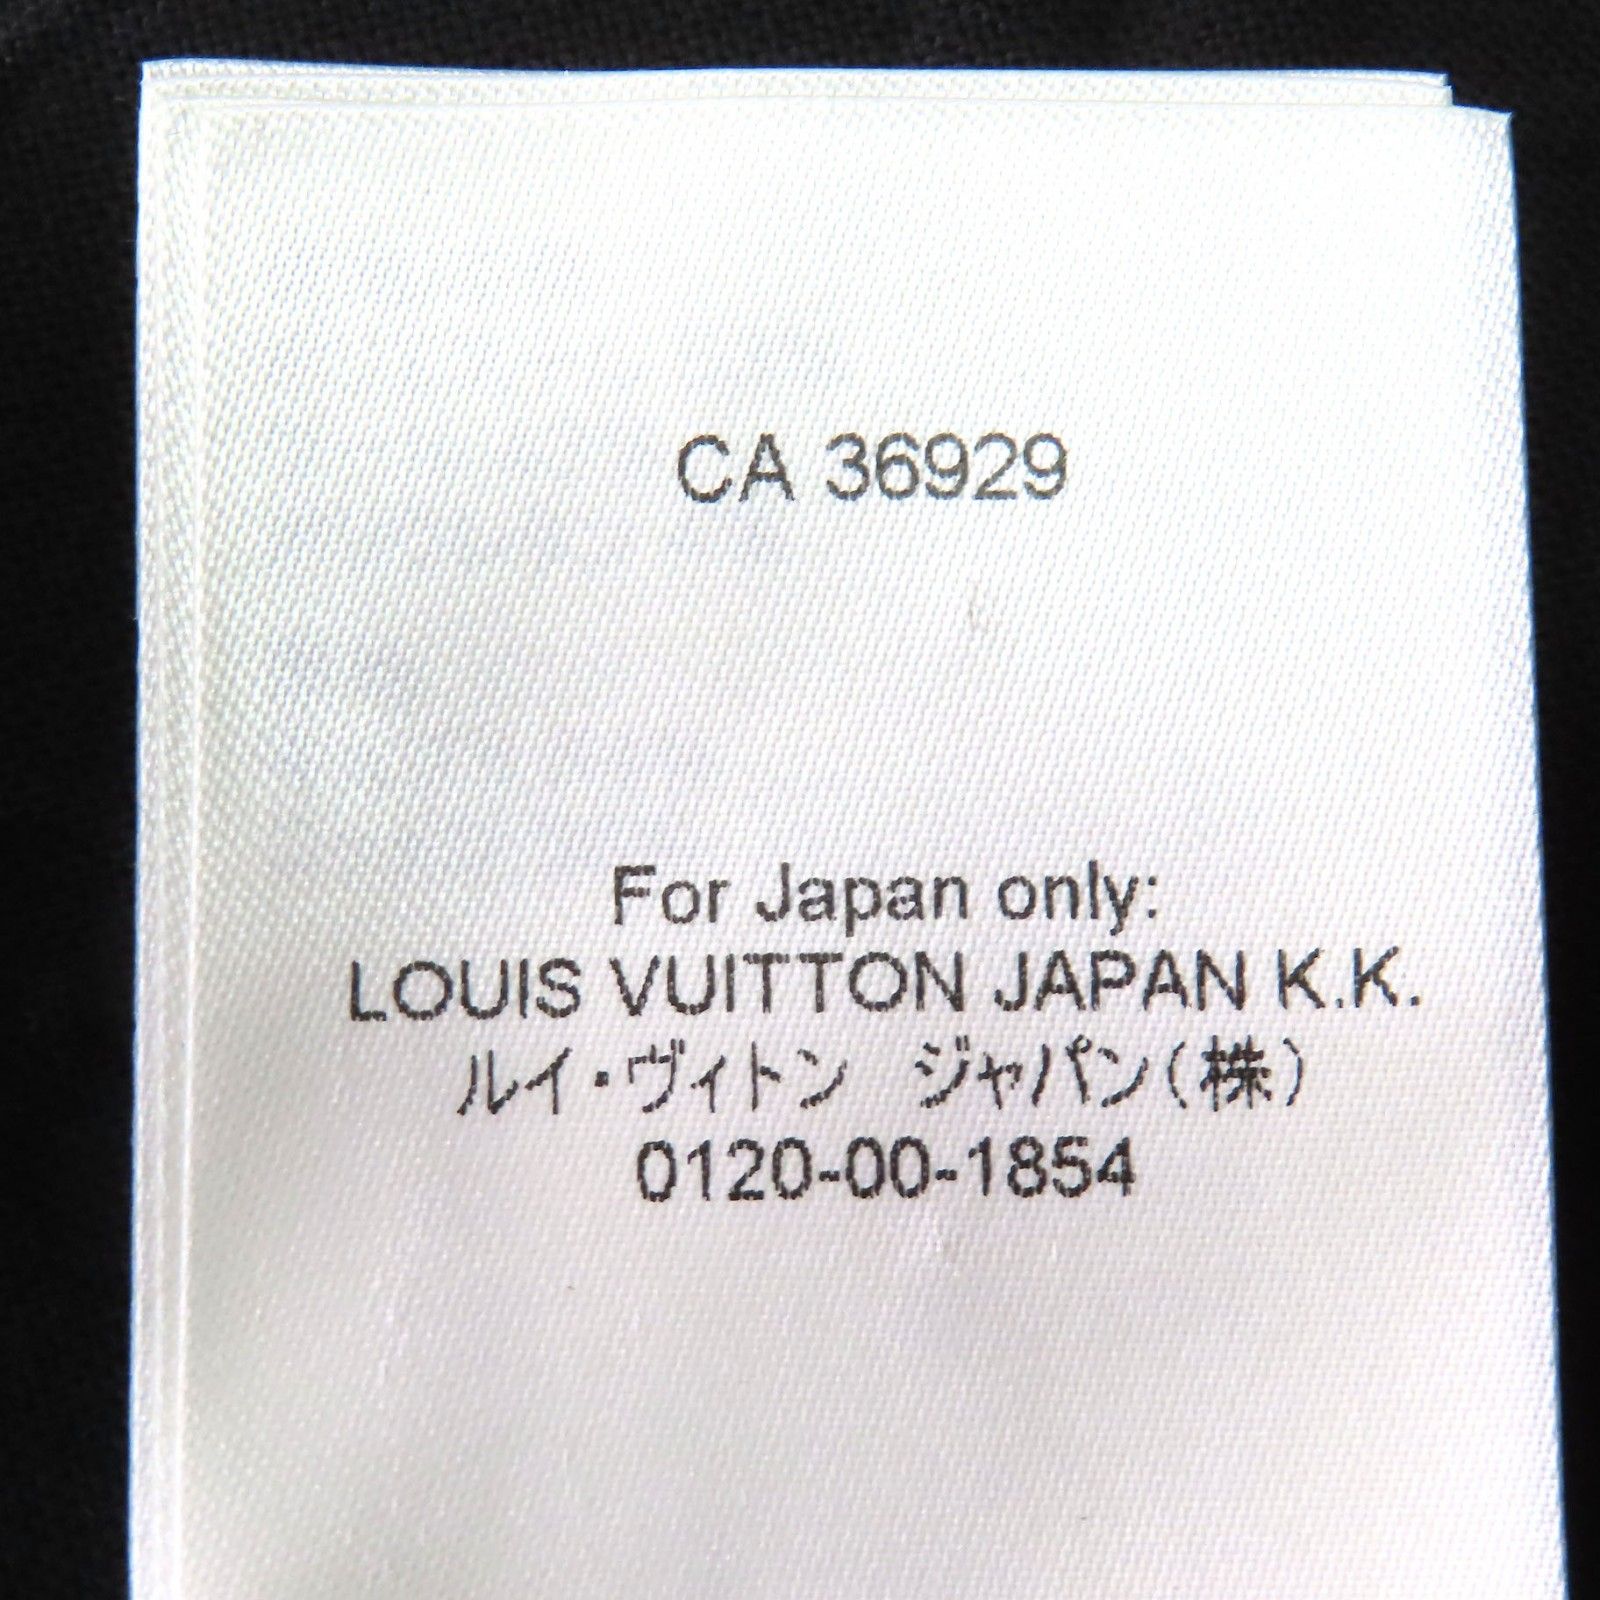 CA 36929
For Japan only:
LOUIS VUITTON JAPAN K.K.
ルイ・ヴィトン　ジャパン(株)
0120-00-1854